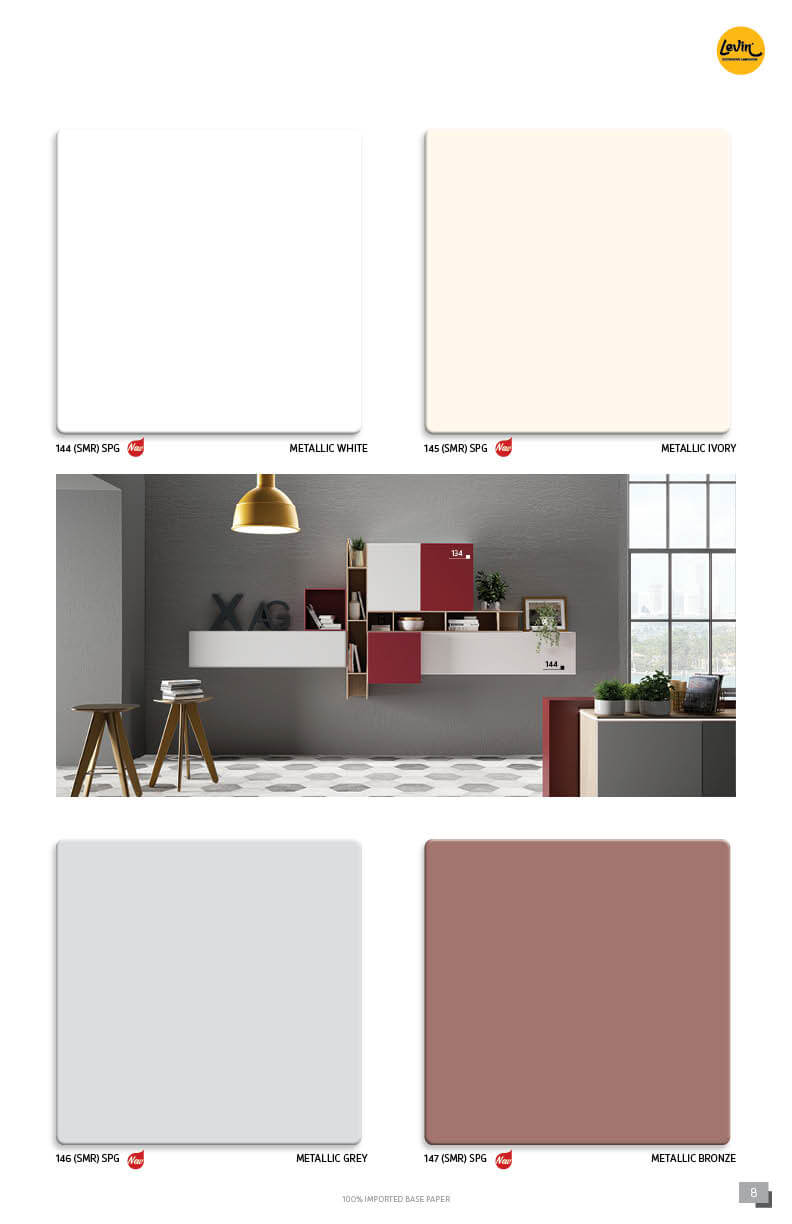 Levin
144 (SMR) SPG New METALLIC WHITE
145 (SMR) SPG New METALLIC IVORY
XAG
134
144
146 (SMR) SPG New METALLIC GREY
147 (SMR) SPG New METALLIC BRONZE
100% IMPORTED BASE PAPER
8